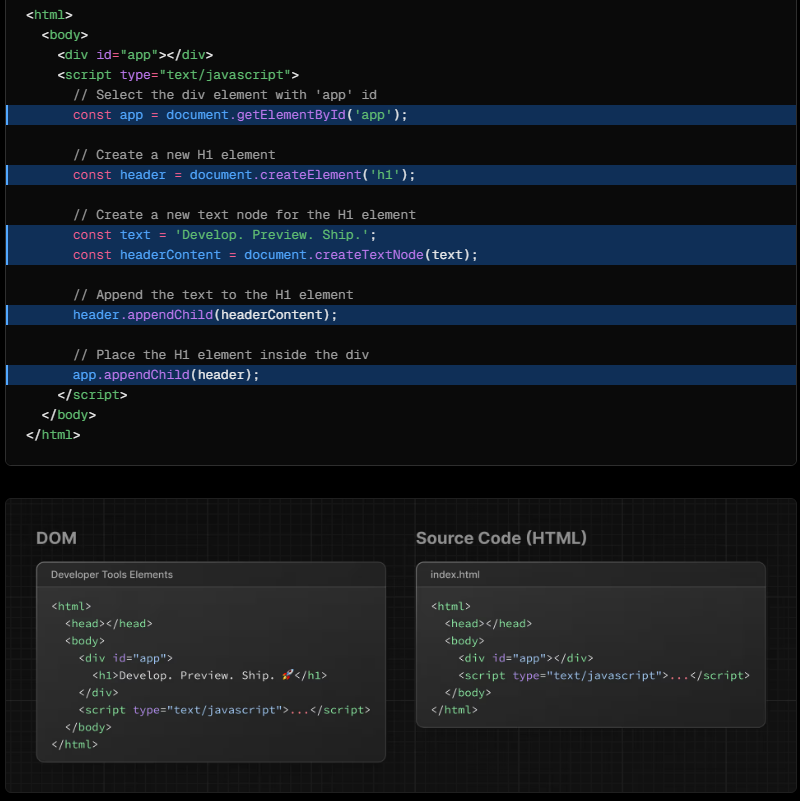 <html>
  <body>
    <div id="app"></div>
    <script type="text/javascript">
      // Select the div element with 'app' id
      const app = document.getElementById('app');

      // Create a new H1 element
      const header = document.createElement('h1');

      // Create a new text node for the H1 element
      const text = 'Develop. Preview. Ship.';
      const headerContent = document.createTextNode(text);

      // Append the text to the H1 element
      header.appendChild(headerContent);

      // Place the H1 element inside the div
      app.appendChild(header);
    </script>
  </body>
</html>
DOM
Developer Tools Elements
<html>
  <head></head>
  <body>
    <div id="app">
      <h1>Develop. Preview. Ship. 🚀</h1>
    </div>
    <script type="text/javascript">...</script>
  </body>
</html>
Source Code (HTML)
index.html
<html>
  <head></head>
  <body>
    <div id="app"></div>
    <script type="text/javascript">...</script>
  </body>
</html>